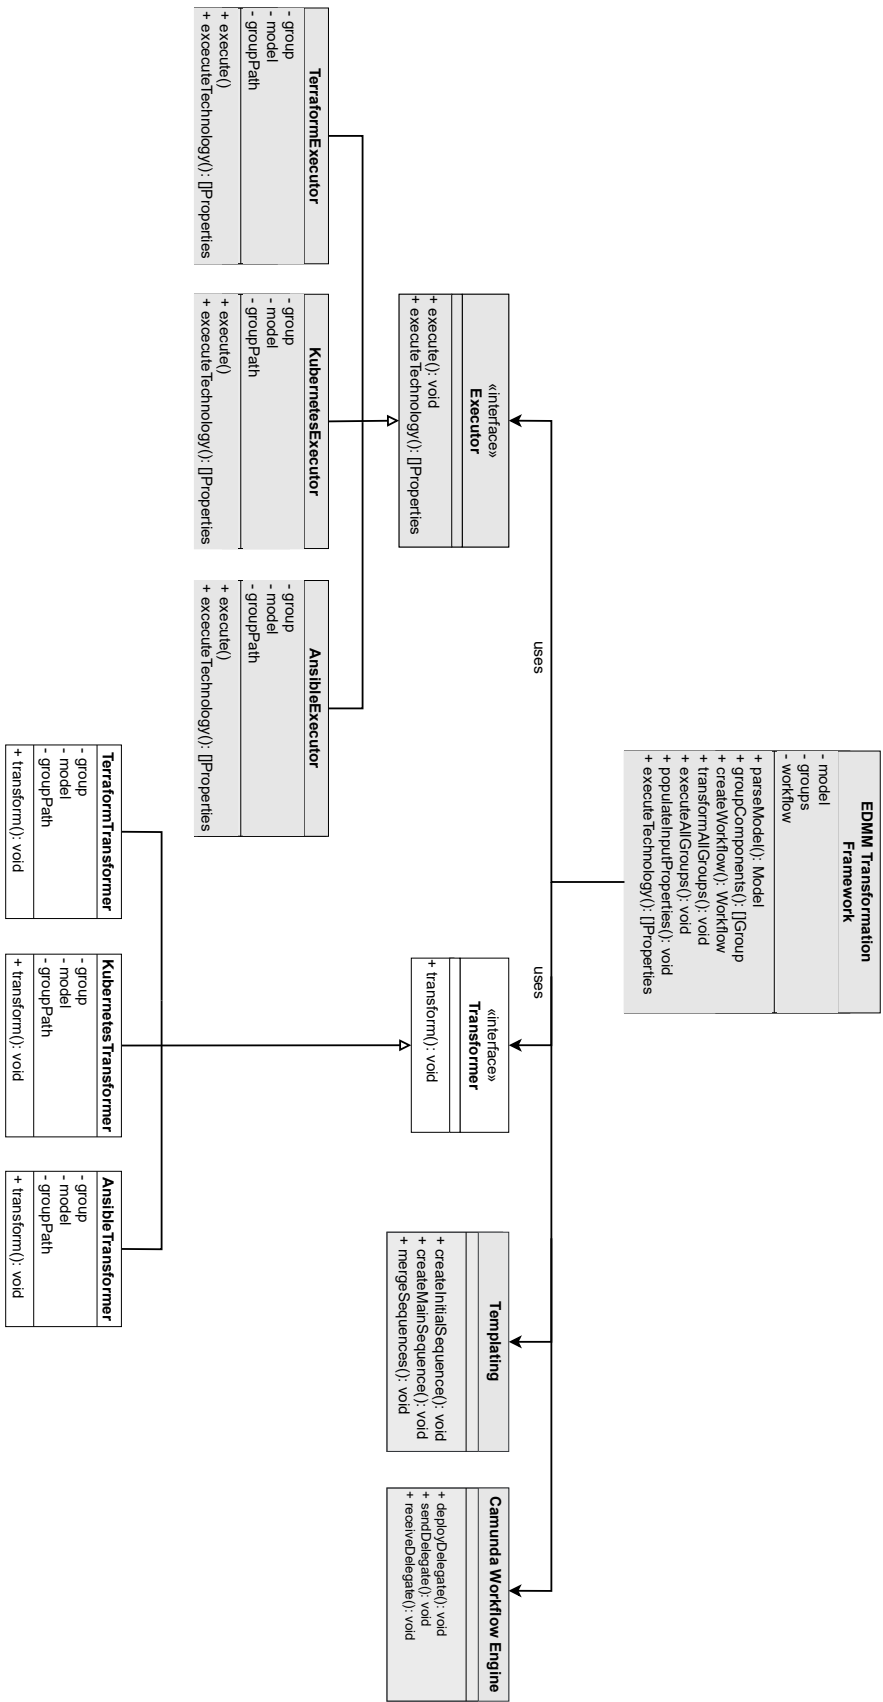 EDMM Transformation
Framework
- model
- groups
- workflow
+ parseModel(): Model
+ groupComponents(): []Group
+ createWorkflow(): Workflow
+ transformAllGroups(): void
+ executeAllGroups(): void
+ populateInputProperties(): void
+ executeTechnology(): []Properties
uses
uses
«interface»
Executor
+ execute(): void
+ executeTechnology(): []Properties
«interface»
Transformer
+ transform(): void
Templating
+ createInitialSequence(): void
+ createMainSequence(): void
+ mergeSequences(): void
Camunda Workflow Engine
+ deployDelegate(): void
+ sendDelegate(): void
+ receiveDelegate(): void
TerraformExecutor
- group
- model
- groupPath
+ execute()
+ excecuteTechnology(): []Properties
KubernetesExecutor
- group
- model
- groupPath
+ execute()
+ excecuteTechnology(): []Properties
AnsibleExecutor
- group
- model
- groupPath
+ execute()
+ excecuteTechnology(): []Properties
TerraformTransformer
- group
- model
- groupPath
+ transform(): void
KubernetesTransformer
- group
- model
- groupPath
+ transform(): void
AnsibleTransformer
- group
- model
- groupPath
+ transform(): void